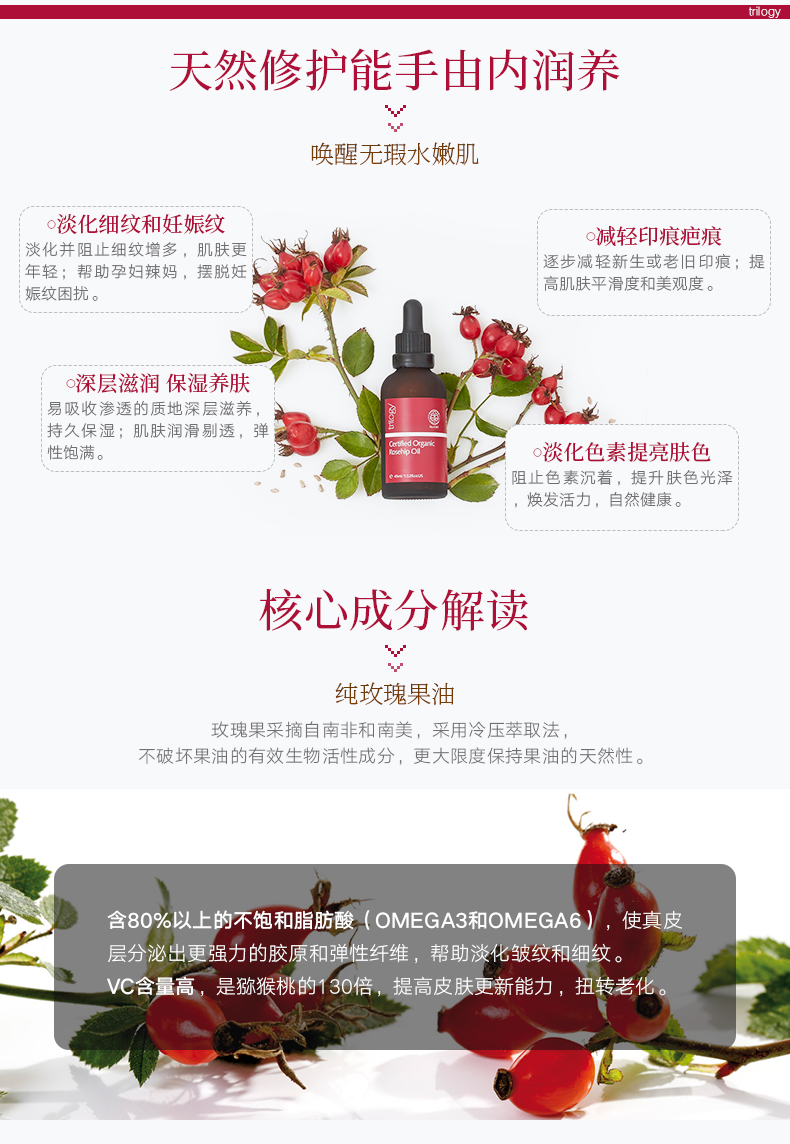 trilogy
天然修护能手由内润养
唤醒无瑕水嫩肌
淡化细纹和妊娠纹
淡化并阻止细纹增多，肌肤更
年轻；帮助孕妇辣妈，摆脱妊
娠纹困扰。
减轻印痕疤痕
逐步减轻新生或老旧印痕；提
高肌肤平滑度和美观度。
深层滋润 保湿养肤
易吸收渗透的质地深层滋养，
持久保湿；肌肤润滑剔透，弹
性饱满。
trilogy
Certified Organic
Rosehip Oil
淡化色素提亮肤色
阻止色素沉着，提升肤色光泽
，焕发活力，自然健康。
核心成分解读
纯玫瑰果油
玫瑰果采摘自南非和南美，采用冷压萃取法，
不破坏果油的有效生物活性成分，更大限度保持果油的天然性。
含80%以上的不饱和脂肪酸（OMEGA3和OMEGA6），使真皮
层分泌出更强力的胶原和弹性纤维，帮助淡化皱纹和细纹。
VC含量高，是猕猴桃的130倍，提高皮肤更新能力，扭转老化。